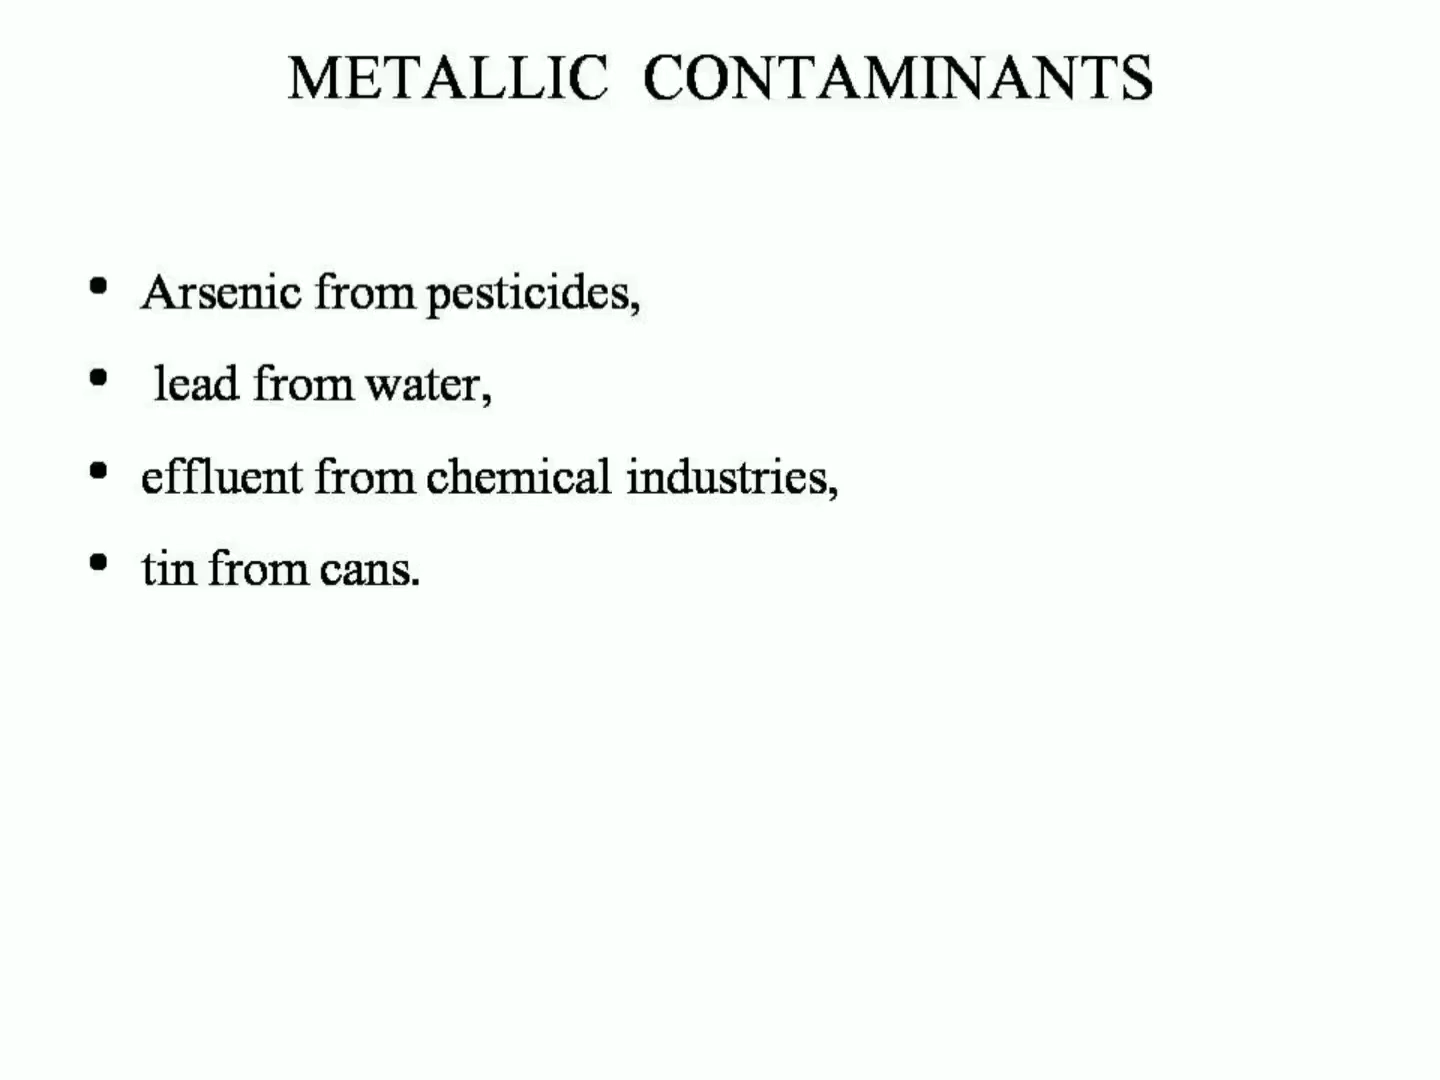 METALLIC CONTAMINANTS
• Arsenic from pesticides,
• lead from water,
• effluent from chemical industries,
• tin from cans.